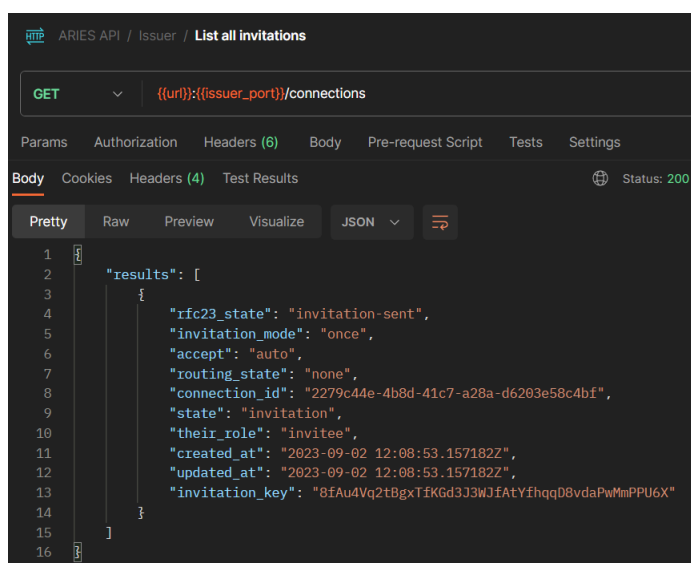 HTTP ARIES API / Issuer / List all invitations
GET {{url}}:{{issuer_port}}/connections
Params Authorization Headers (6) Body Pre-request Script Tests Settings
Body Cookies Headers (4) Test Results Status: 200
Pretty Raw Preview Visualize JSON
1 {
2 "results": [
3 {
4 "rfc23_state": "invitation-sent",
5 "invitation_mode": "once",
6 "accept": "auto",
7 "routing_state": "none",
8 "connection_id": "2279c44e-4b8d-41c7-a28a-d6203e58c4bf",
9 "state": "invitation",
10 "their_role": "invitee",
11 "created_at": "2023-09-02 12:08:53.157182Z",
12 "updated_at": "2023-09-02 12:08:53.157182Z",
13 "invitation_key": "8fAu4Vq2tBgxTfKGd3J3WJfAtYfhqqD8vdaPwMmPPU6X"
14 }
15 ]
16 }